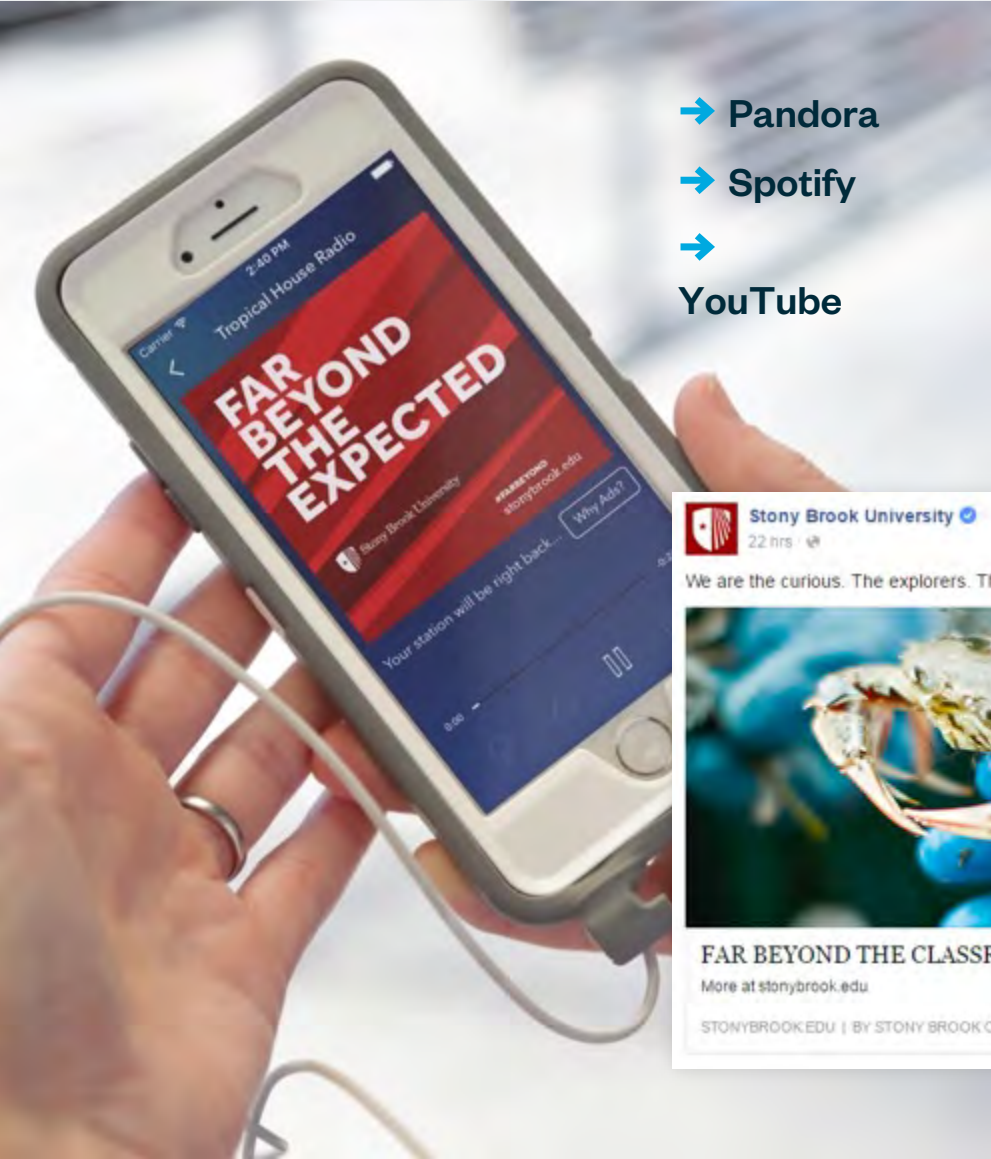 → Pandora
→ Spotify
→
YouTube
2:40 PM
Carrier
Tropical House Radio
FAR
BEYOND
THE
EXPECTED
Stony Brook University
#FARBEYOND
stonybrook.edu
Why Ads?
Your station will be right back...
0:00
Stony Brook University
22 hrs
We are the curious. The explorers.
FAR BEYOND THE
More at stonybrook.edu
STONYBROOK.EDU | BY STONY BROOK